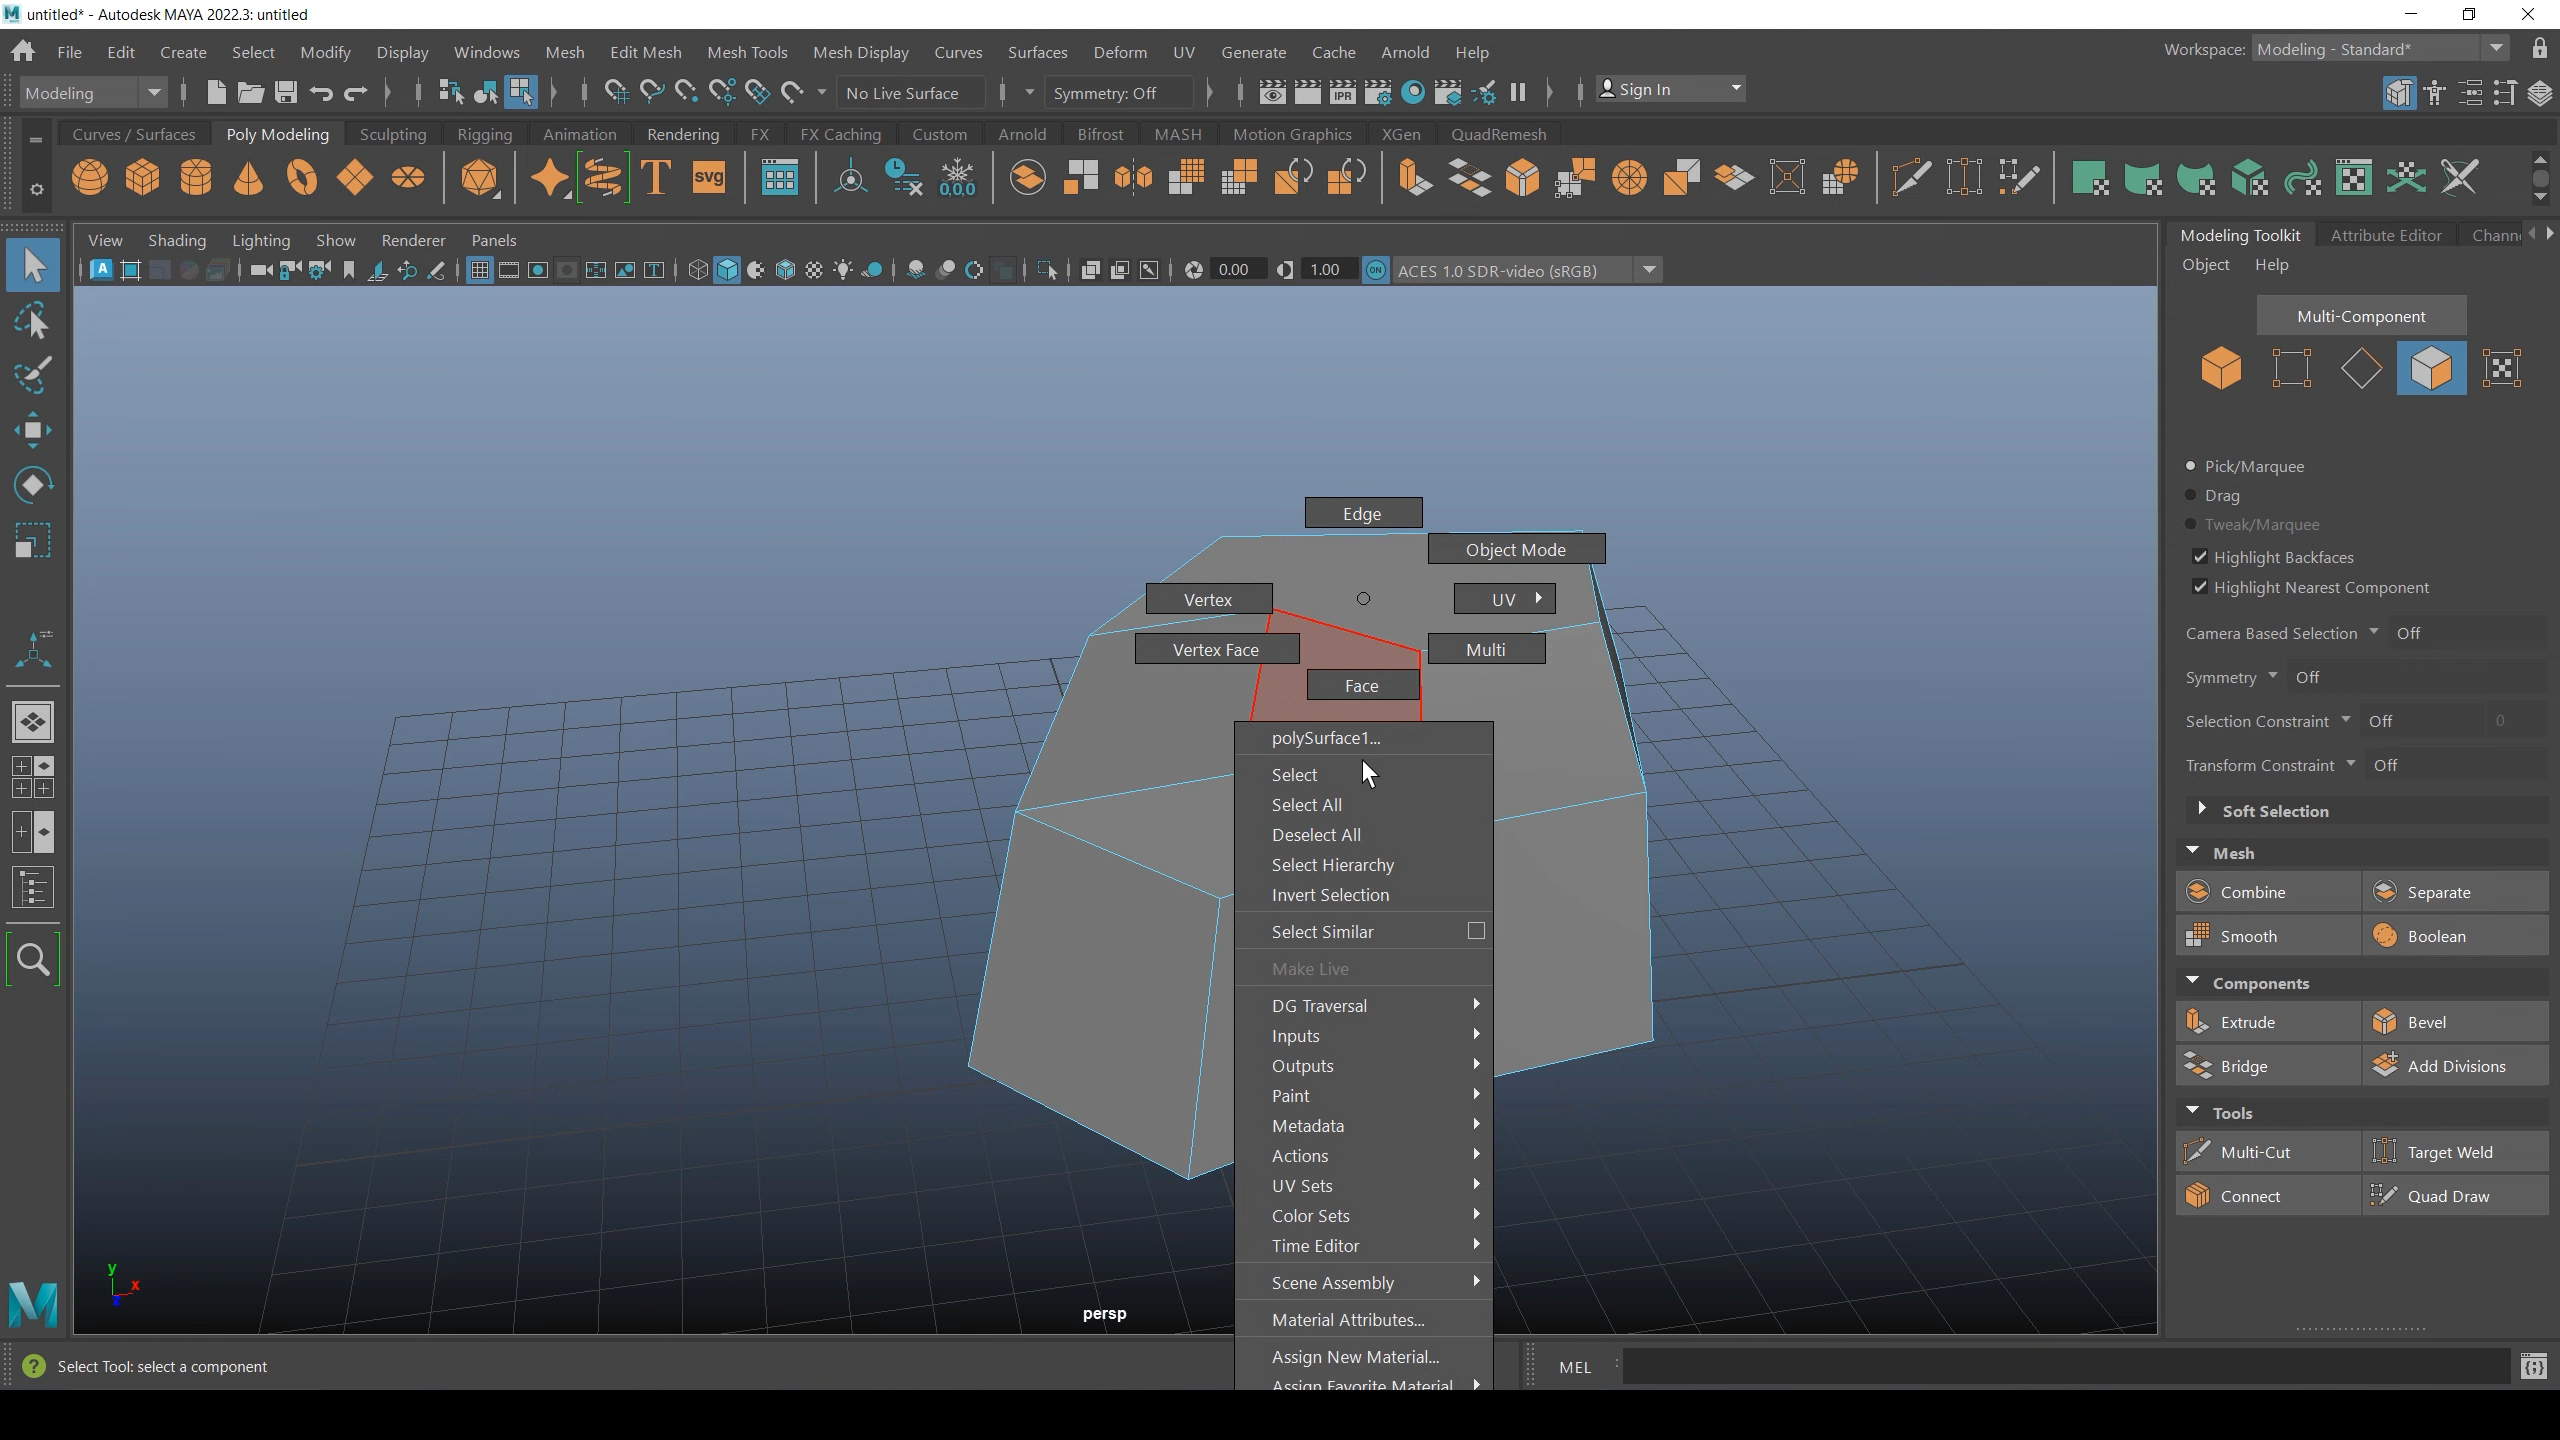 untitled* - Autodesk MAYA 2022.3: untitled
File Edit Create Select Modify Display Windows Mesh Edit Mesh Mesh Tools Mesh Display Curves Surfaces Deform UV Generate Cache Arnold Help
Workspace: Modeling - Standard*
Modeling
No Live Surface
Symmetry: Off
IPR
Sign In
Curves / Surfaces Poly Modeling Sculpting Rigging Animation Rendering FX FX Caching Custom Arnold Bifrost MASH Motion Graphics XGen QuadRemesh
T
SVG
0,0,0
View Shading Lighting Show Renderer Panels
A
T
0.00
1.00
ON
ACES 1.0 SDR-video (sRGB)
Modeling Toolkit Attribute Editor Chann
Object Help
Multi-Component
Pick/Marquee
Drag
Tweak/Marquee
Highlight Backfaces
Highlight Nearest Component
Camera Based Selection Off
Symmetry Off
Selection Constraint Off 0
Transform Constraint Off
Soft Selection
Mesh
Combine Separate
Smooth Boolean
Components
Extrude Bevel
Bridge Add Divisions
Tools
Multi-Cut Target Weld
Connect Quad Draw
Edge
Object Mode
Vertex
UV
Vertex Face
Multi
Face
polySurface1...
Select
Select All
Deselect All
Select Hierarchy
Invert Selection
Select Similar
Make Live
DG Traversal
Inputs
Outputs
Paint
Metadata
Actions
UV Sets
Color Sets
Time Editor
Scene Assembly
Material Attributes...
Assign New Material...
Assign Favorite Material
y
x
z
persp
M
? Select Tool: select a component
MEL